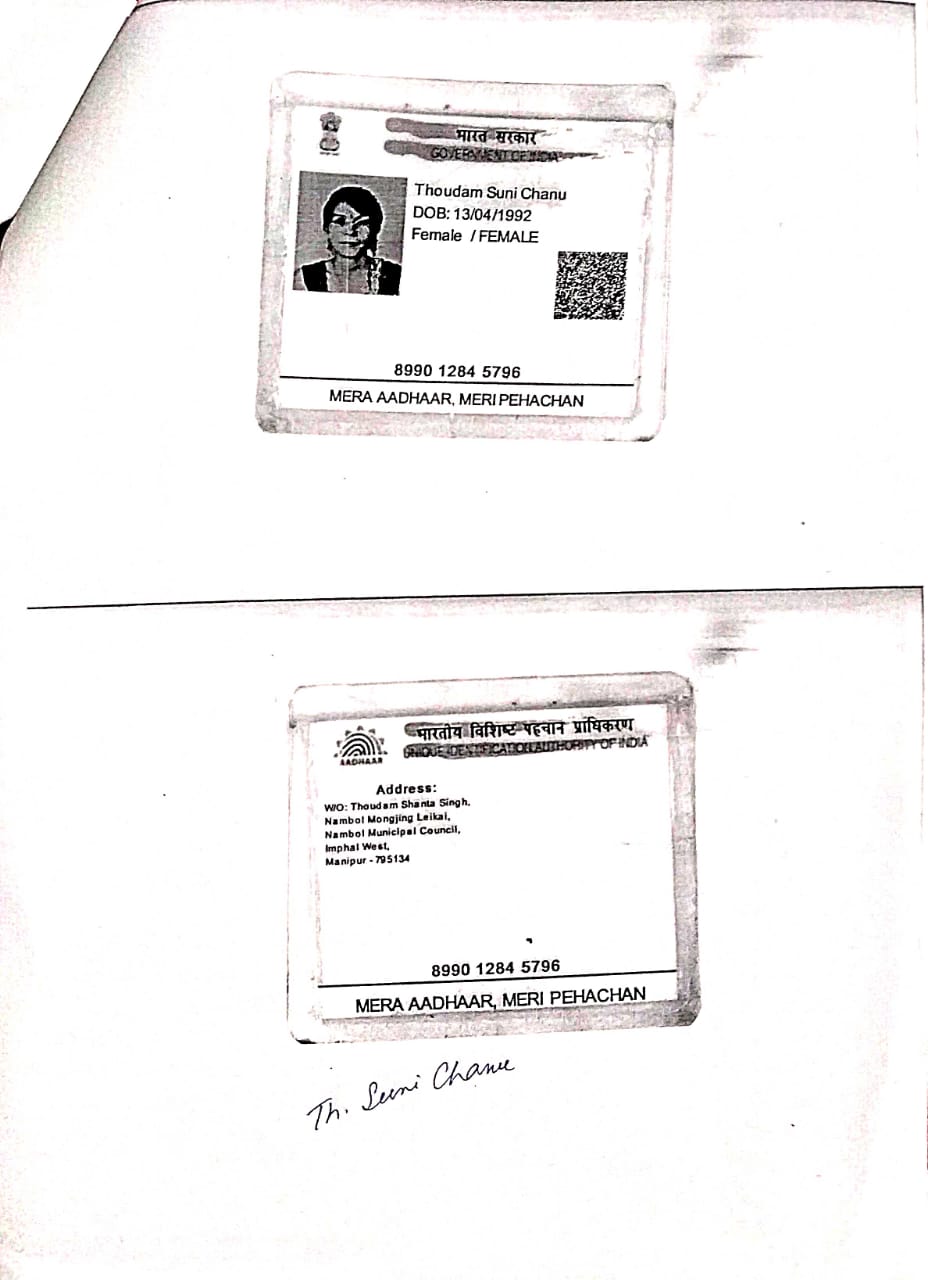 भारत सरकार
GOVERNMENT OF INDIA
Thoudam Suni Chanu
DOB: 13/04/1992
Female / FEMALE
8990 1284 5796
MERA AADHAAR, MERI PEHACHAN
भारतीय विशिष्ट पहचान प्राधिकरण
UNIQUE IDENTIFICATION AUTHORITY OF INDIA
AADHAAR
Address:
W/O: Thoudam Shanta Singh,
Nambol Mongjing Leikai,
Nambol Municipal Council,
Imphal West,
Manipur - 795134
8990 1284 5796
MERA AADHAAR, MERI PEHACHAN
Th. Suni Chanu